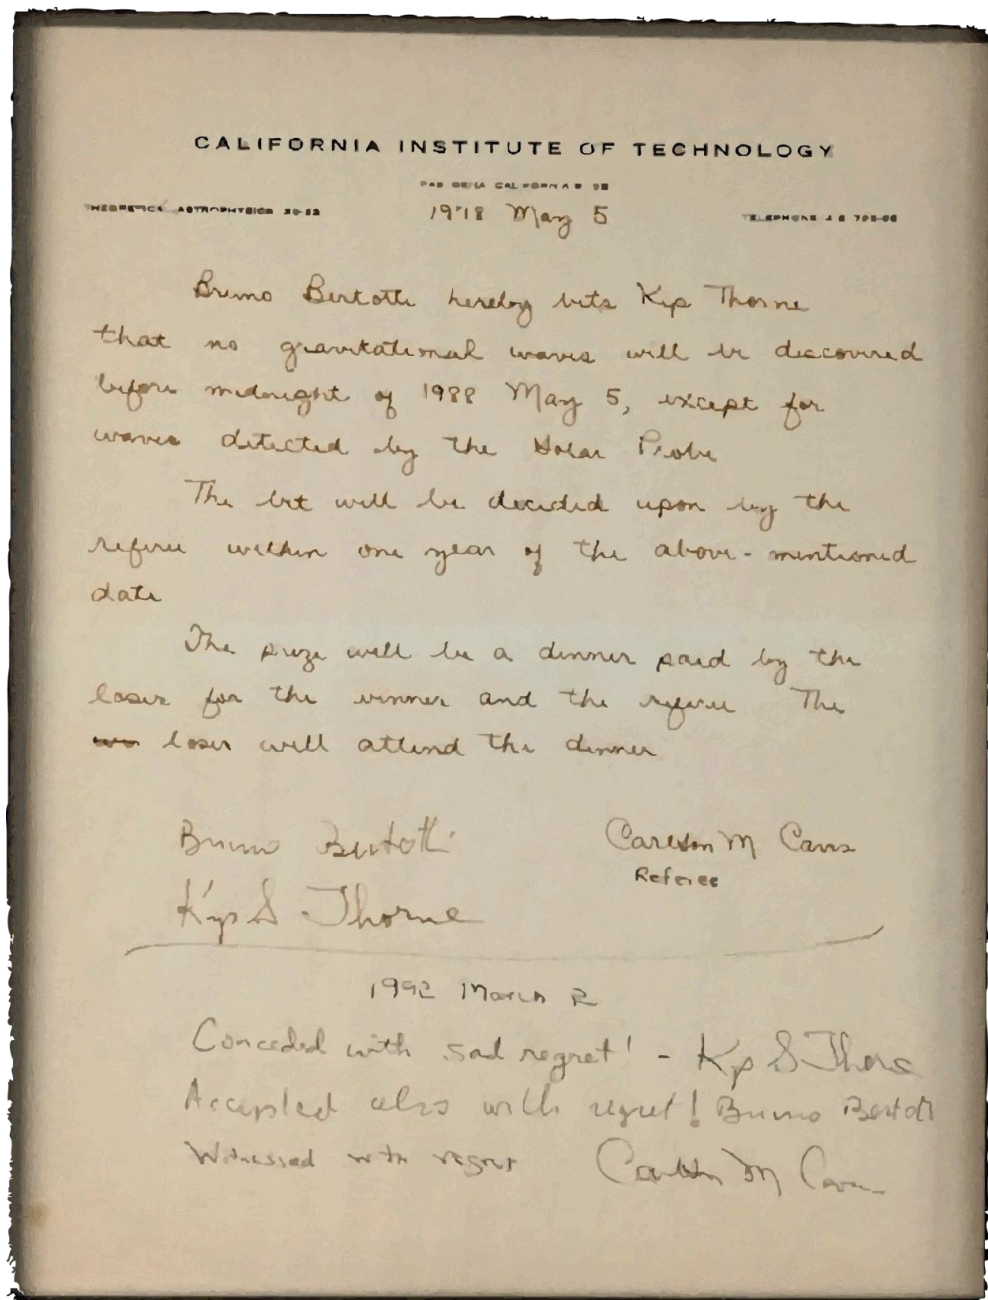 CALIFORNIA INSTITUTE OF TECHNOLOGY
1978 May 5
Bruno Bertotti hereby bets Kip Thorne
that no gravitational waves will be discovered
before midnight of 1988 May 5, except for
waves detected by the Solar Probe
The bet will be decided upon by the
referee within one year of the above-mentioned
date
The prize will be a dinner paid by the
loser for the winner and the referee The
loser will attend the dinner
Bruno Bertotti
Carlton M Caves
Referee
Kip S Thorne
1992 March
Conceded with sad regret! - Kip S Thorne
Accepted also with regret! Bruno Bertotti
Witnessed with regret Carlton M Caves